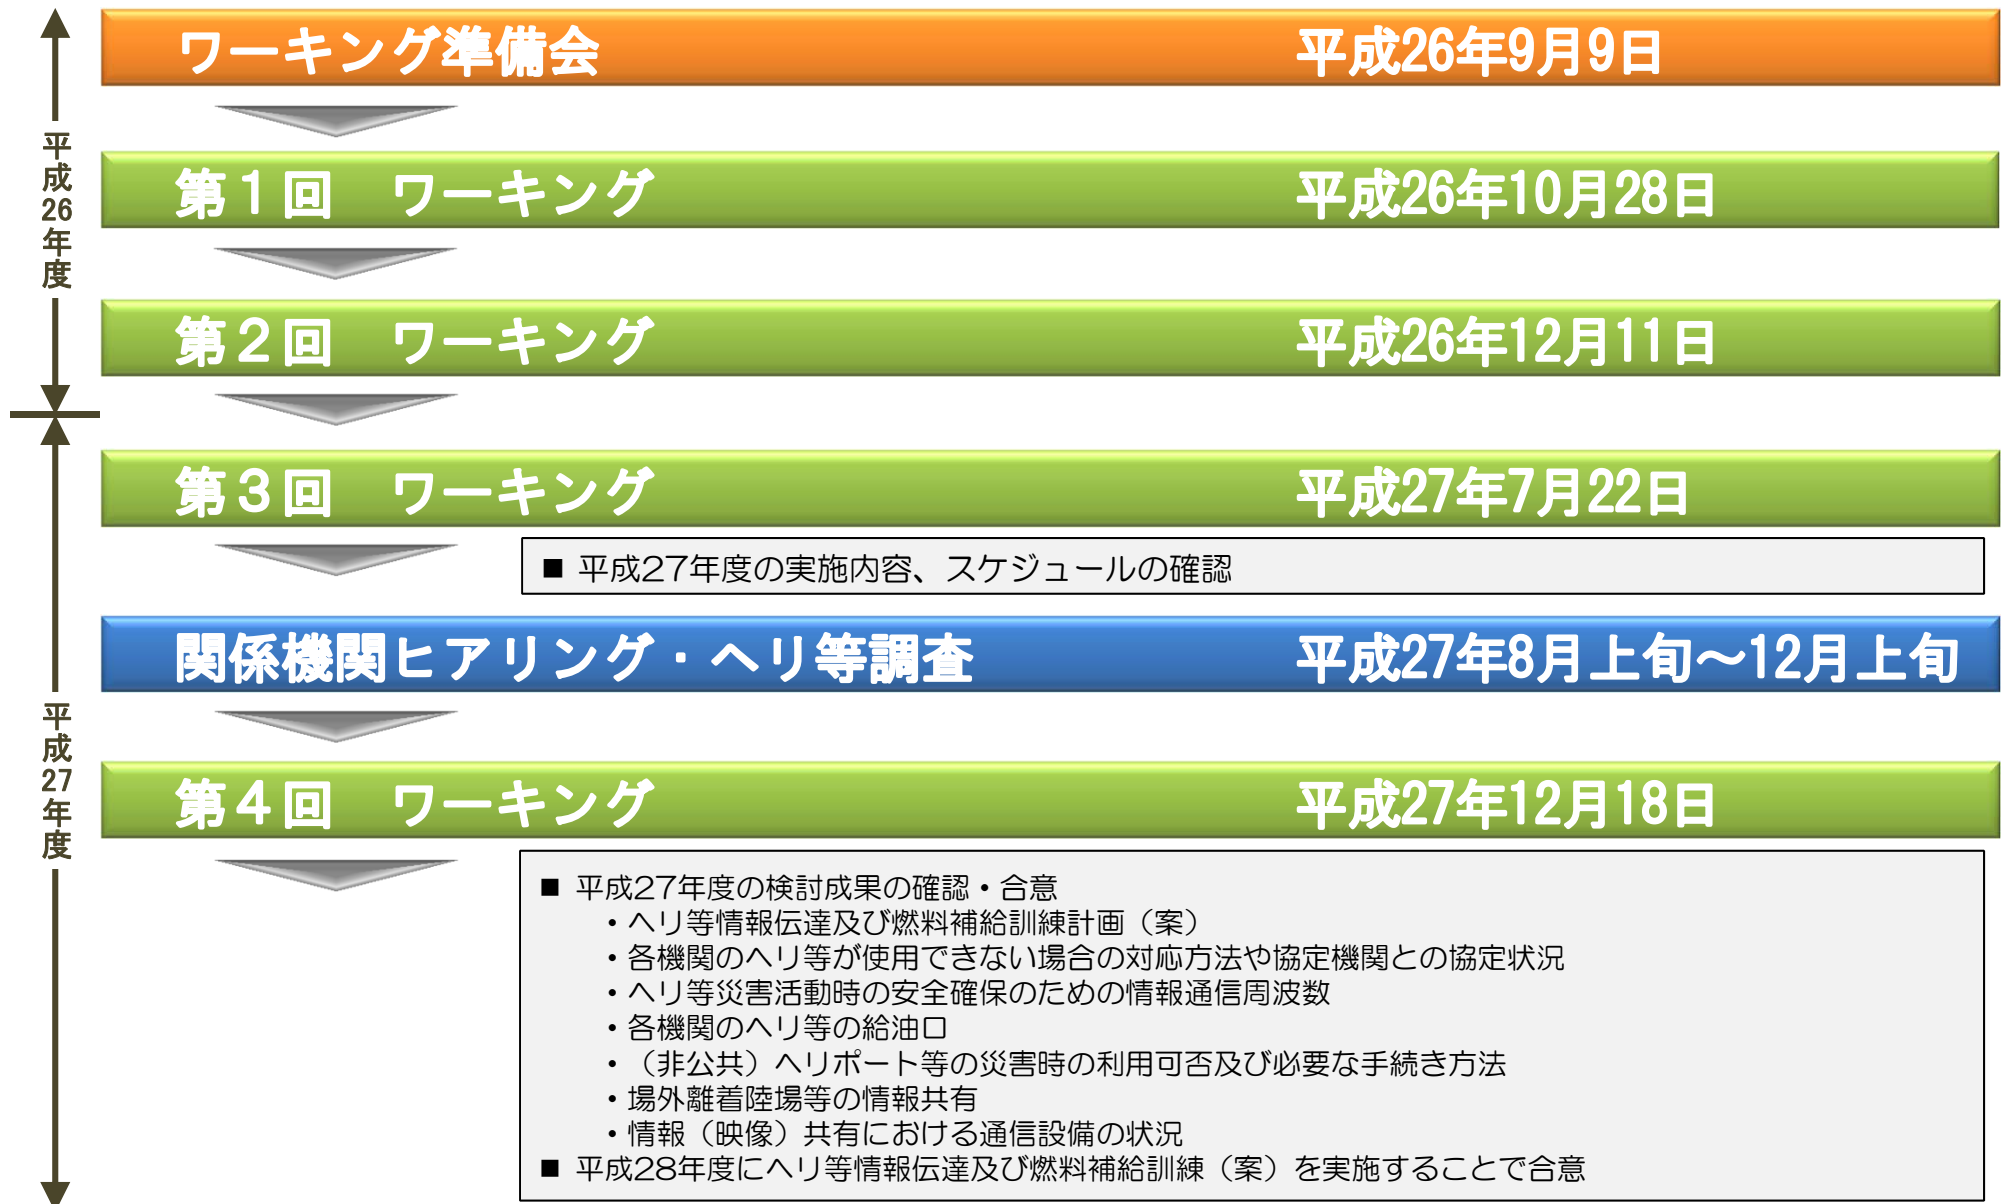 平成26年度
ワーキング準備会 平成26年9月9日
第１回 ワーキング 平成26年10月28日
第２回 ワーキング 平成26年12月11日
平成27年度
第３回 ワーキング 平成27年7月22日
■ 平成27年度の実施内容、スケジュールの確認
関係機関ヒアリング・ヘリ等調査 平成27年8月上旬～12月上旬
第４回 ワーキング 平成27年12月18日
■ 平成27年度の検討成果の確認・合意
・ヘリ等情報伝達及び燃料補給訓練計画（案）
・各機関のヘリ等が使用できない場合の対応方法や協定機関との協定状況
・ヘリ等災害活動時の安全確保のための情報通信周波数
・各機関のヘリ等の給油口
・（非公共）ヘリポート等の災害時の利用可否及び必要な手続き方法
・場外離着陸場等の情報共有
・情報（映像）共有における通信設備の状況
■ 平成28年度にヘリ等情報伝達及び燃料補給訓練（案）を実施することで合意